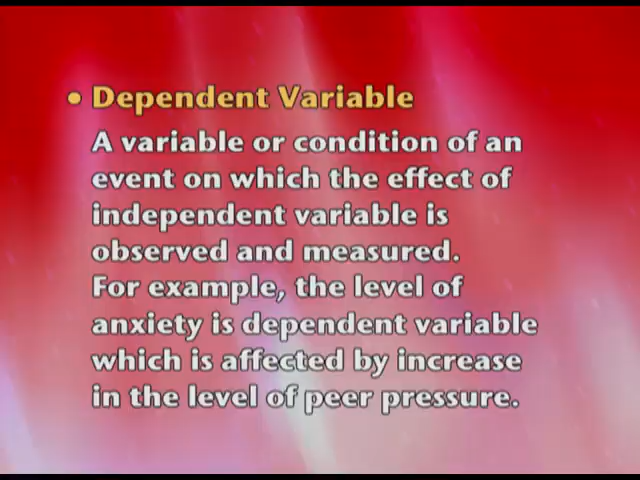 • Dependent Variable
A variable or condition of an
event on which the effect of
independent variable is
observed and measured.
For example, the level of
anxiety is dependent variable
which is affected by increase
in the level of peer pressure.